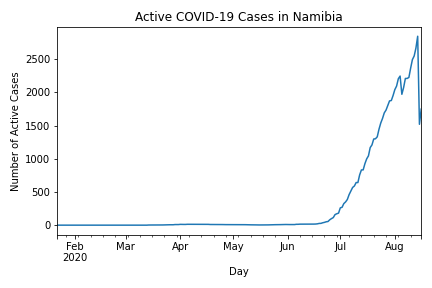 Active COVID-19 Cases in Namibia
Number of Active Cases
2500
2000
1500
1000
500
0
Feb
2020
Mar
Apr
May
Jun
Jul
Aug
Day